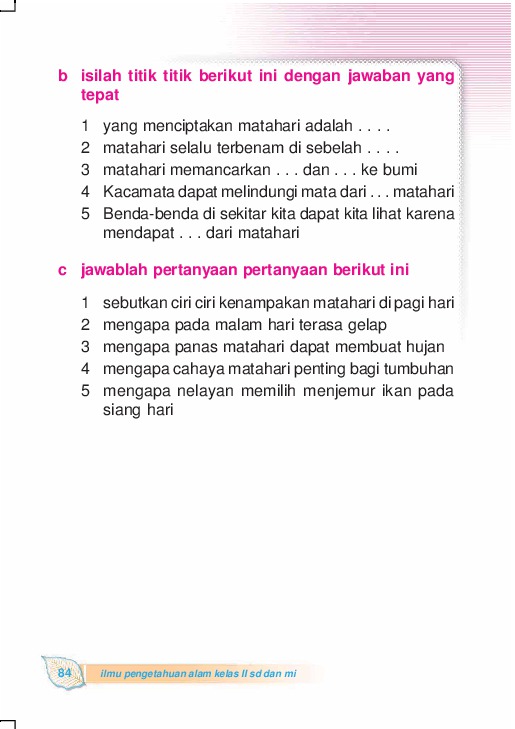 b isilah titik titik berikut ini dengan jawaban yang
tepat
1 yang menciptakan matahari adalah . . . .
2 matahari selalu terbenam di sebelah . . . .
3 matahari memancarkan . . . dan . . . ke bumi
4 Kacamata dapat melindungi mata dari . . . matahari
5 Benda-benda di sekitar kita dapat kita lihat karena
mendapat . . . dari matahari
c jawablah pertanyaan pertanyaan berikut ini
1 sebutkan ciri ciri kenampakan matahari di pagi hari
2 mengapa pada malam hari terasa gelap
3 mengapa panas matahari dapat membuat hujan
4 mengapa cahaya matahari penting bagi tumbuhan
5 mengapa nelayan memilih menjemur ikan pada
siang hari
84 ilmu pengetahuan alam kelas II sd dan mi